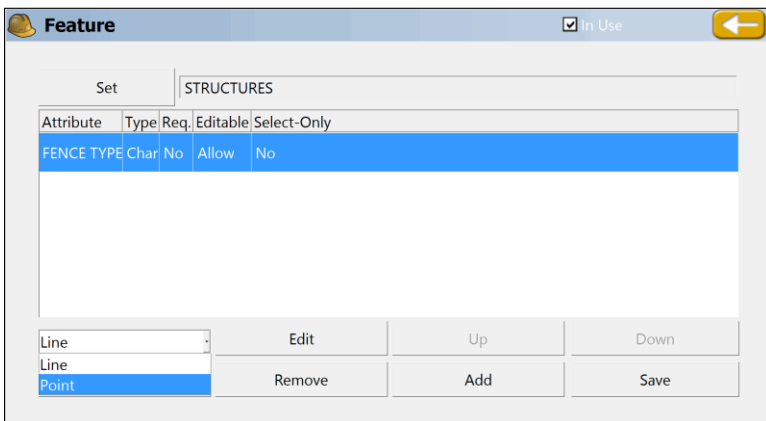 Feature In Use
Set STRUCTURES
Attribute Type Req. Editable Select-Only
FENCE TYPE Char No Allow No
Line Edit Up Down
Line
Point Remove Add Save